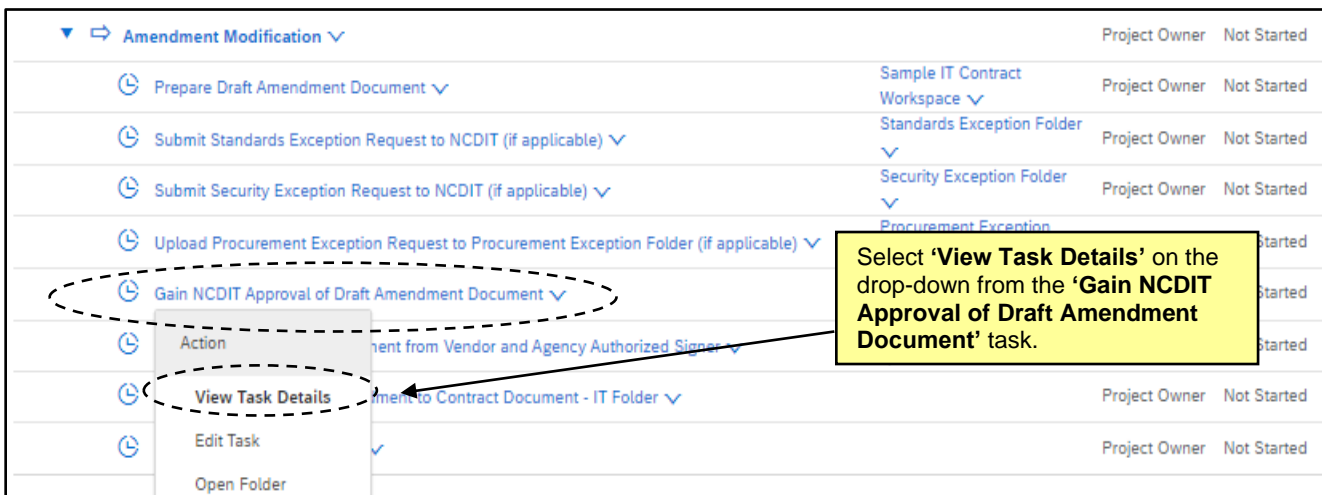 Amendment Modification Project Owner Not Started
Prepare Draft Amendment Document Sample IT Contract Workspace Project Owner Not Started
Submit Standards Exception Request to NCDIT (if applicable) Standards Exception Folder Project Owner Not Started
Submit Security Exception Request to NCDIT (if applicable) Security Exception Folder Project Owner Not Started
Upload Procurement Exception Request to Procurement Exception Folder (if applicable) Procurement Exception Started
Gain NCDIT Approval of Draft Amendment Document Started
Select 'View Task Details' on the
drop-down from the 'Gain NCDIT
Approval of Draft Amendment
Document' task.
Action from Vendor and Agency Authorized Signer Started
View Task Details to Contract Document - IT Folder Project Owner Not Started
Edit Task Project Owner Not Started
Open Folder